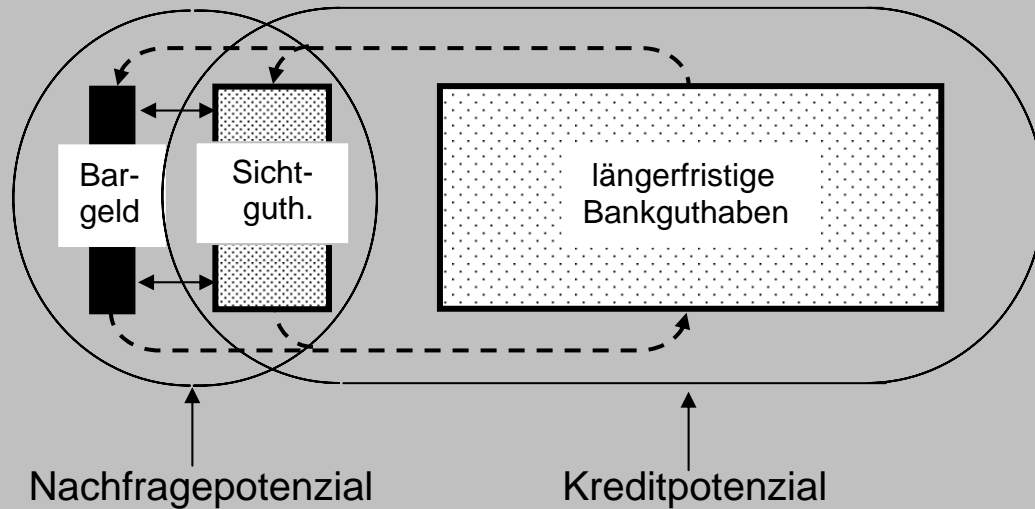 Bar-
geld
Sicht-
guth.
längerfristige
Bankguthaben
Nachfragepotenzial
Kreditpotenzial